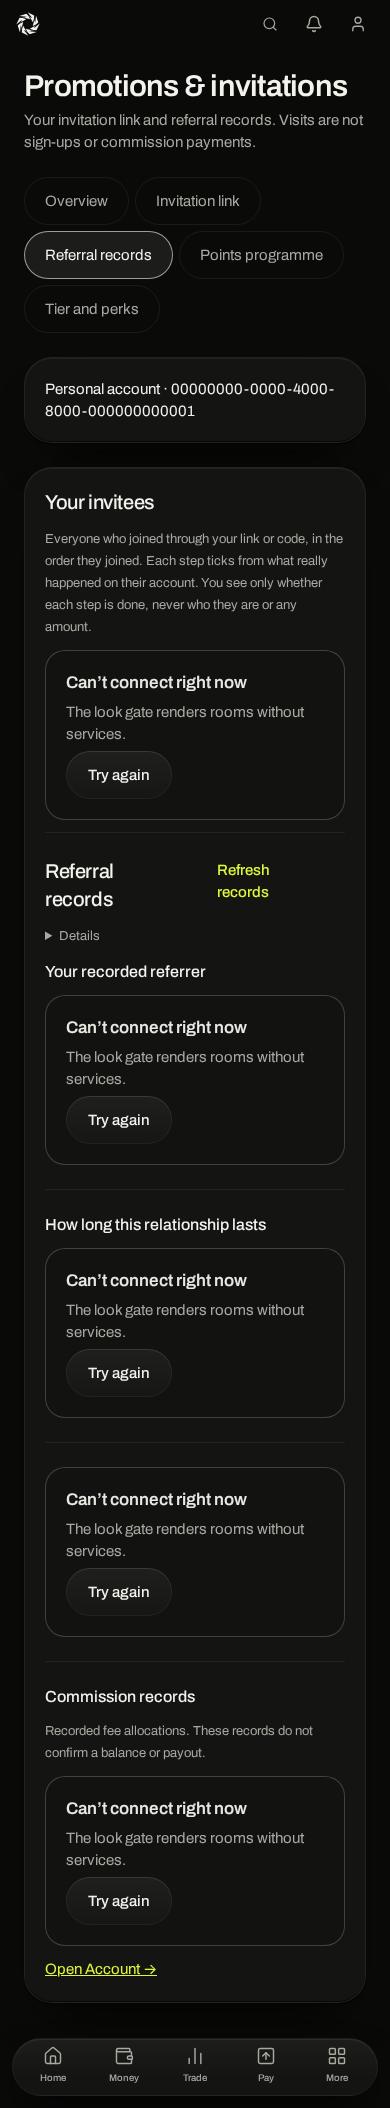 Promotions & invitations
Your invitation link and referral records. Visits are not
sign-ups or commission payments.
Overview
Invitation link
Referral records
Points programme
Tier and perks
Personal account · 00000000-0000-4000-
8000-000000000001
Your invitees
Everyone who joined through your link or code, in the
order they joined. Each step ticks from what really
happened on their account. You see only whether
each step is done, never who they are or any
amount.
Can’t connect right now
The look gate renders rooms without
services.
Try again
Referral
records
Refresh
records
Details
Your recorded referrer
Can’t connect right now
The look gate renders rooms without
services.
Try again
How long this relationship lasts
Can’t connect right now
The look gate renders rooms without
services.
Try again
Can’t connect right now
The look gate renders rooms without
services.
Try again
Commission records
Recorded fee allocations. These records do not
confirm a balance or payout.
Can’t connect right now
The look gate renders rooms without
services.
Try again
Open Account →
Home
Money
Trade
Pay
More